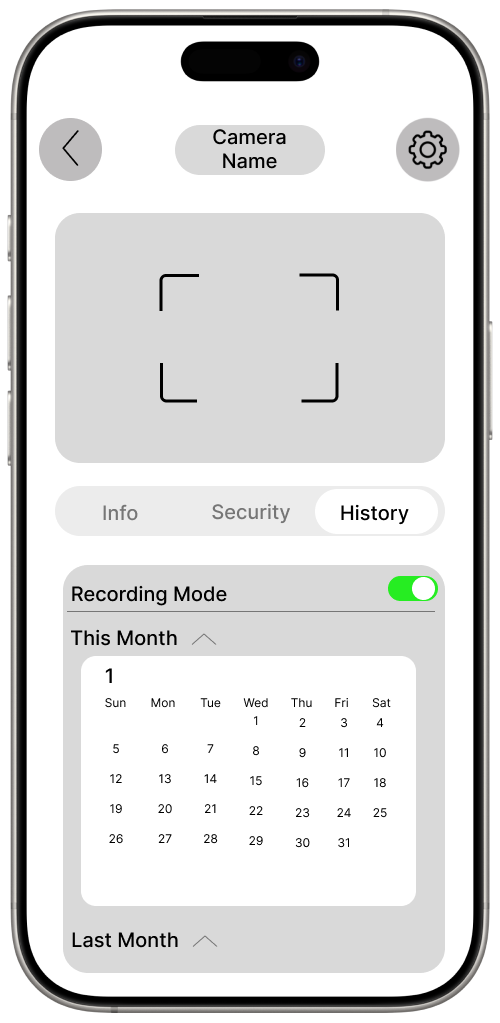 Camera
Name
Info Security History
Recording Mode
This Month
1
Sun Mon Tue Wed Thu Fri Sat
1 2 3 4
5 6 7 8 9 11 10
12 13 14 15 16 17 18
19 20 21 22 23 24 25
26 27 28 29 30 31
Last Month